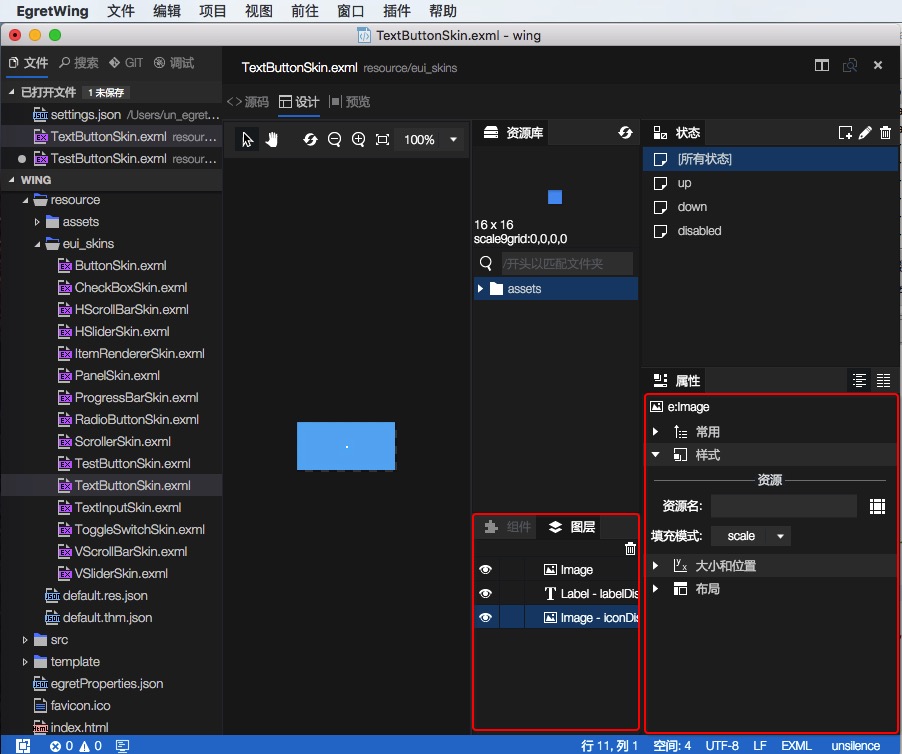 EgretWing 文件 编辑 项目 视图 前往 窗口 插件 帮助
TextButtonSkin.exml - wing
文件 搜索 GIT 调试
TextButtonSkin.exml resource/eui_skins
已打开文件 1 未保存
settings.json /Users/un_egret...
TextButtonSkin.exml resour...
TestButtonSkin.exml resour...
WING
resource
assets
eui_skins
ButtonSkin.exml
CheckBoxSkin.exml
HScrollBarSkin.exml
HSliderSkin.exml
ItemRendererSkin.exml
PanelSkin.exml
ProgressBarSkin.exml
RadioButtonSkin.exml
ScrollerSkin.exml
TestButtonSkin.exml
TextButtonSkin.exml
TextInputSkin.exml
ToggleSwitchSkin.exml
VScrollBarSkin.exml
VSliderSkin.exml
default.res.json
default.thm.json
src
template
egretProperties.json
favicon.ico
index.html
<>源码 设计 预览
100%
资源库
16 x 16
scale9grid:0,0,0,0
/开头以匹配文件夹
assets
组件 图层
Image
Label - labelDis
Image - iconDis
状态
[所有状态]
up
down
disabled
属性
e:Image
常用
样式
资源
资源名:
填充模式: scale
大小和位置
布局
0 0
行 11, 列 1 空间: 4 UTF-8 LF EXML unsilence